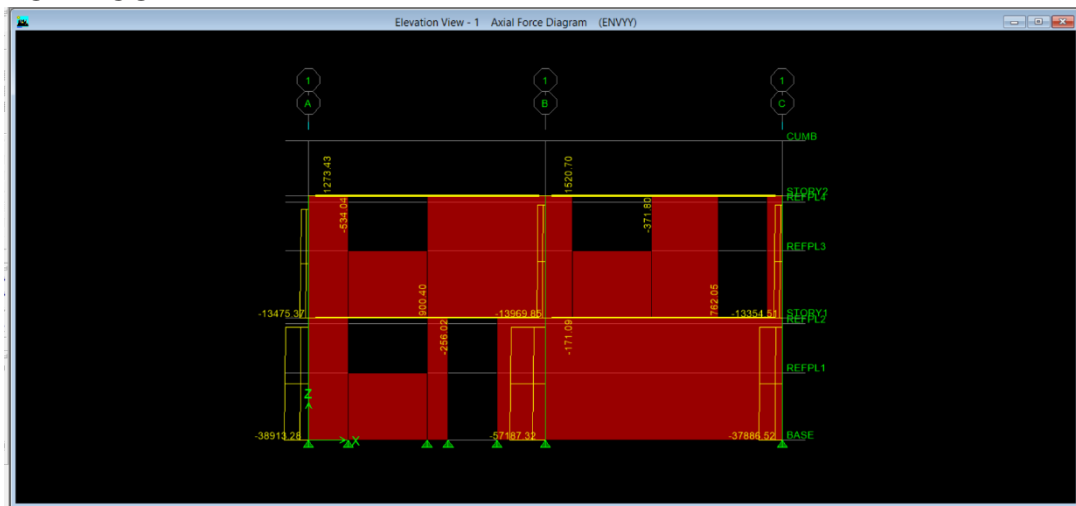 Elevation View - 1 Axial Force Diagram (ENVYY)
1 1 1
A B C
CUMB
1273.43
1520.70
STORY2
REFPL4
-534.04
-371.80
REFPL3
900.40
762.05
-13475.37
-13969.85
-13354.51
STORY1
REFPL2
-256.02
-171.09
REFPL1
Z
X
-38913.28
-57187.32
-37886.52
BASE